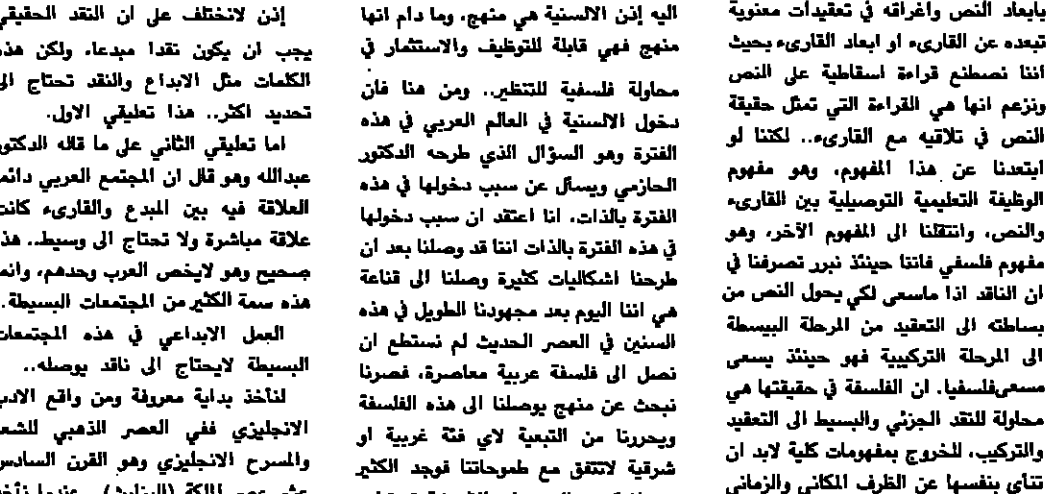 بابعاد النص واغراقه في تعقيدات معنوية
تبعده عن القارىء او ابعاد القارىء بحيث
اننا نصطنع قراءة اسقاطية على النص
ونزعم انها هي القراءة التي تمثل حقيقة
النص في تلاقيه مع القارىء.. لكننا لو
ابتعدنا عن هذا المفهوم، وهو مفهوم
الوظيفة التعليمية التوصيلية بين القارىء
والنص، وانتقلنا الى المفهوم الآخر، وهو
مفهوم فلسفي فاننا حينئذ نبرر تصرفنا في
ان الناقد اذا ماسعى لكي يحول النص من
بساطته الى التعقيد من المرحلة البيسطة
الى المرحلة التركيبية فهو حينئذ يسعى
مسعى‌فلسفيا. ان الفلسفة في حقيقتها هي
محاولة للنقد الجزئي والبسيط الى التعقيد
والتركيب، للخروج بمفهومات كلية لابد ان
تنأى بنفسها عن الظرف المكاني والزماني
اليه إذن الالسنية هي منهج، وما دام انها
منهج فهي قابلة للتوظيف والاستثمار في
محاولة فلسفية للتنظير.. ومن هنا فان
دخول الالسنية في العالم العربي في هذه
الفترة وهو السؤال الذي طرحه الدكتور
الحازمي ويسأل عن سبب دخولها في هذه
الفترة بالذات، انا اعتقد ان سبب دخولها
في هذه الفترة بالذات اننا قد وصلنا بعد ان
طرحنا اشكاليات كثيرة وصلنا الى قناعة
هي اننا اليوم بعد مجهودنا الطويل في هذه
السنين في العصر الحديث لم نستطع ان
نصل الى فلسفة عربية معاصرة، فصرنا
نبحث عن منهج يوصلنا الى هذه الفلسفة
ويحررنا من التبعية لاي فئة غربية او
شرقية لاتتفق مع طموحاتنا فوجد الكثير
إذن لانختلف على ان النقد الحقيقي
يجب ان يكون نقدا مبدعا، ولكن هذه
الكلمات مثل الابداع والنقد تحتاج الى
تحديد اكثر.. هذا تعليقي الاول.
اما تعليقي الثاني على ما قاله الدكتور
عبدالله وهو قال ان المجتمع العربي دائما
العلاقة فيه بين المبدع والقارىء كانت
علاقة مباشرة ولا تحتاج الى وسيط.. هذا
صحيح وهو لايخص العرب وحدهم، وانما
هذه سمة الكثير من المجتمعات البسيطة.
العمل الابداعي في هذه المجتمعات
البسيطة لايحتاج الى ناقد يوصله..
لنأخذ بداية معروفة ومن واقع الادب
الانجليزي ففي العصر الذهبي للشعر
والمسرح الانجليزي وهو القرن السادس